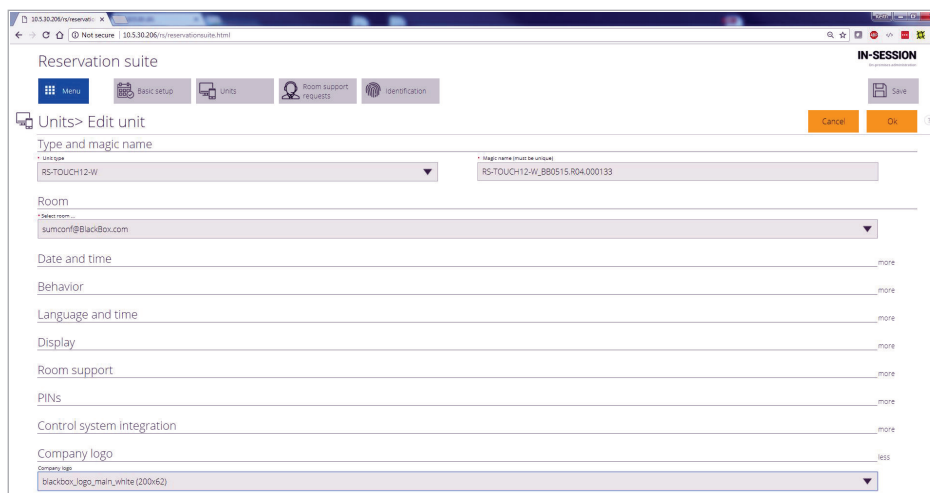 10.5.30.206/rs/reservatio
Not secure | 10.5.30.206/rs/reservationsuite.html
Reservation suite
IN-SESSION
Menu
Basic setup
Units
Room support requests
Identification
Save
Units> Edit unit
Cancel
Ok
Type and magic name
* Unit type
* Magic name (must be unique)
RS-TOUCH12-W
RS-TOUCH12-W_BB0515.R04.000133
Room
* Select room ...
sumconf@BlackBox.com
Date and time
more
Behavior
more
Language and time
more
Display
more
Room support
more
PINs
more
Control system integration
more
Company logo
less
Company logo
blackbox_logo_main_white (200x62)